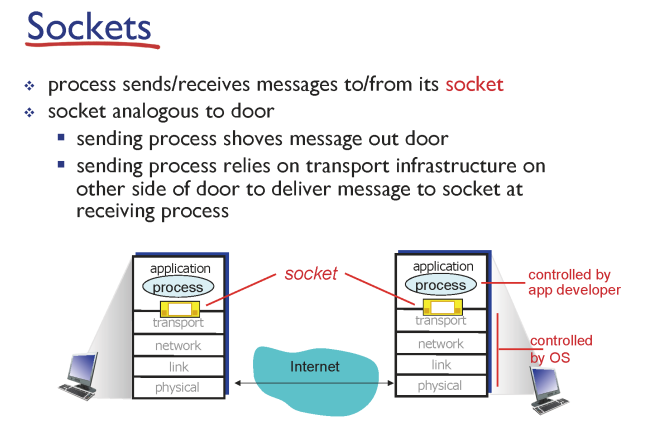 Sockets
❖ process sends/receives messages to/from its socket
❖ socket analogous to door
▪ sending process shoves message out door
▪ sending process relies on transport infrastructure on
other side of door to deliver message to socket at
receiving process
application
process
transport
network
link
physical
socket
Internet
application
process
transport
network
link
physical
controlled by
app developer
controlled
by OS